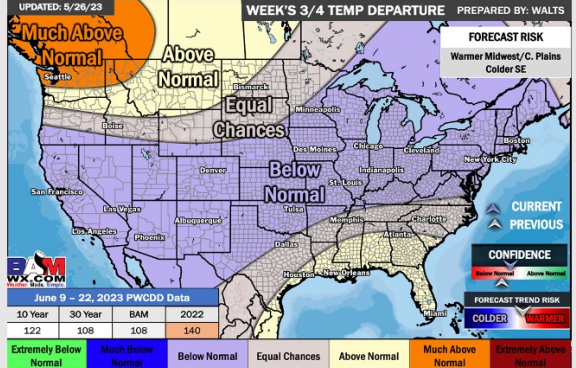 UPDATED: 5/26/23
WEEK'S 3/4 TEMP DEPARTURE
PREPARED BY: WALTS
FORECAST RISK
Warmer Midwest/C. Plains
Colder SE
Much Above
Normal
Above
Normal
Equal
Chances
Below
Normal
Seattle
Bismarck
Boise
Minneapolis
Des Moines
Chicago
Cleveland
Boston
New York City
Denver
Indianapolis
St. Louis
San Francisco
Las Vegas
Los Angeles
Phoenix
Albuquerque
Tulsa
Memphis
Charlotte
Dallas
Atlanta
Houston
New Orleans
Miami
CURRENT
PREVIOUS
CONFIDENCE
Below Normal
Above Normal
FORECAST TREND RISK
COLDER
WARMER
BAM
WX.COM
Weather. Made. Simple.
June 9 – 22, 2023 PWCDD Data
10 Year 30 Year BAM 2022
122 108 108 140
Extremely Below
Normal
Much Below
Normal
Below Normal
Equal Chances
Above Normal
Much Above
Normal
Extremely Above
Normal